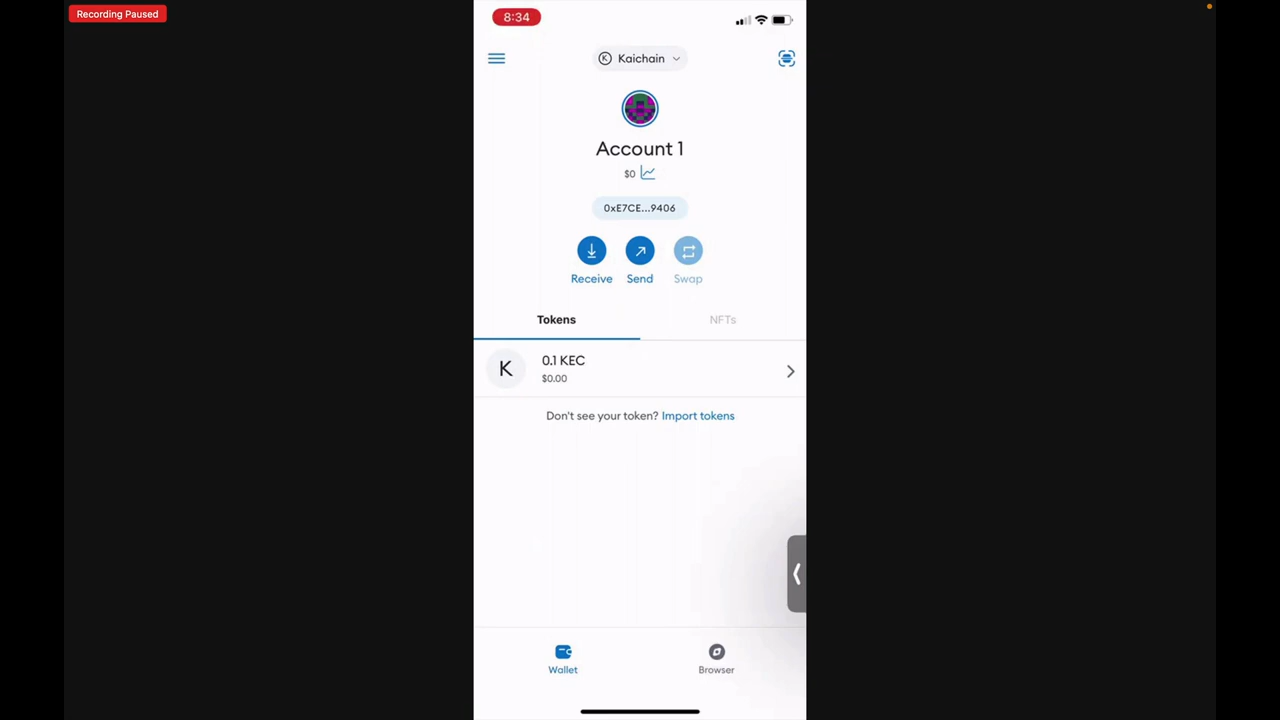 Recording Paused
8:34
K Kaichain
Account 1
$0
0xE7CE...9406
Receive Send Swap
Tokens NFTs
K
0.1 KEC
$0.00
Don't see your token? Import tokens
Wallet Browser